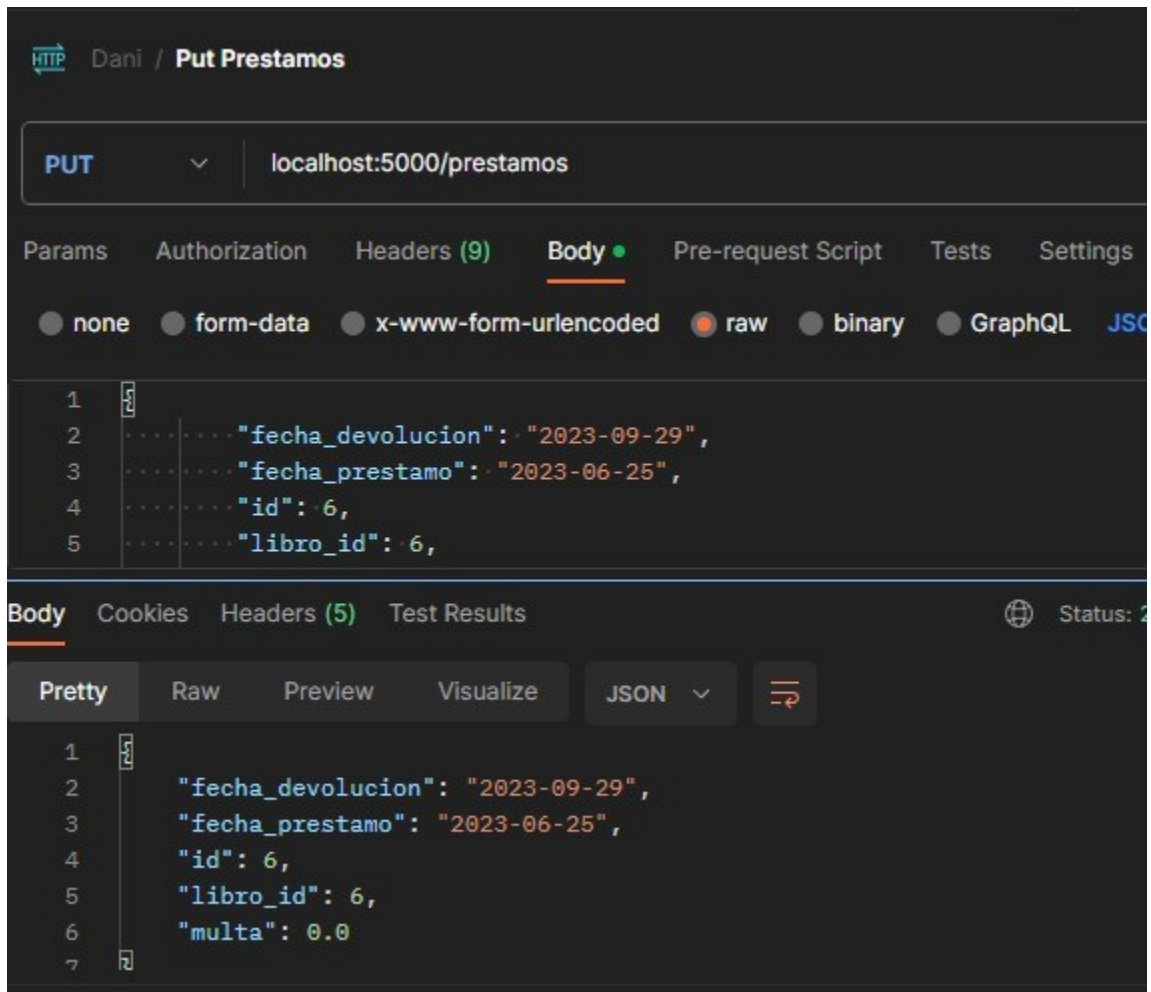 HTTP Dani / Put Prestamos
PUT localhost:5000/prestamos
Params Authorization Headers (9) Body Pre-request Script Tests Settings
none form-data x-www-form-urlencoded raw binary GraphQL
1 {
2 "fecha_devolucion": "2023-09-29",
3 "fecha_prestamo": "2023-06-25",
4 "id": 6,
5 "libro_id": 6,
Body Cookies Headers (5) Test Results Status: 2
Pretty Raw Preview Visualize JSON
1 {
2 "fecha_devolucion": "2023-09-29",
3 "fecha_prestamo": "2023-06-25",
4 "id": 6,
5 "libro_id": 6,
6 "multa": 0.0
7 }